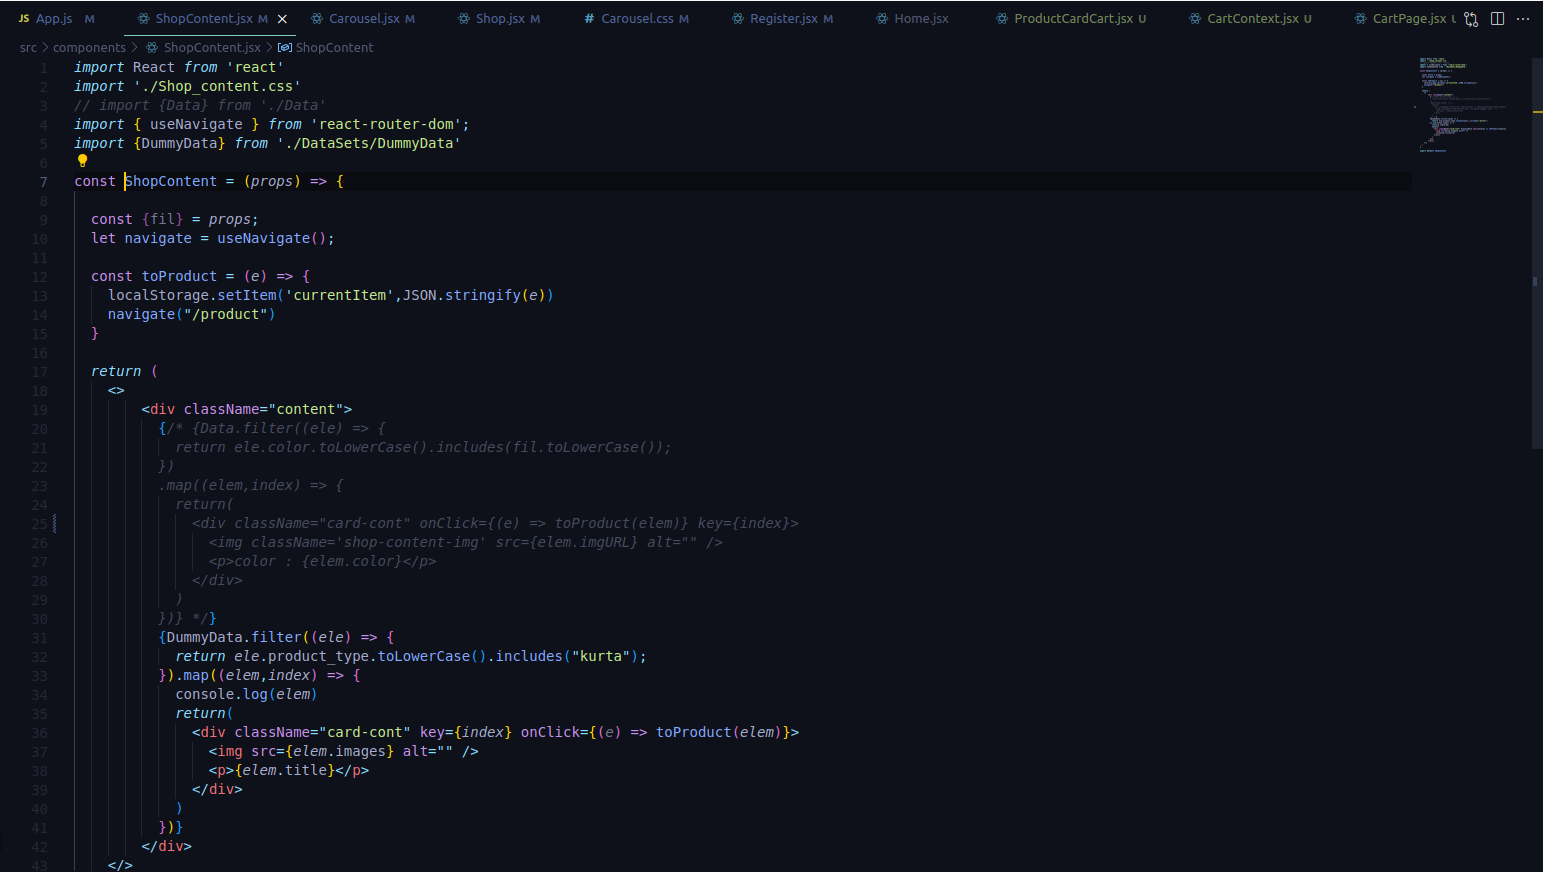 JS App.js M ShopContent.jsx M × Carousel.jsx M Shop.jsx M # Carousel.css M Register.jsx M Home.jsx ProductCardCart.jsx U CartContext.jsx U CartPage.jsx U ...
src > components > ShopContent.jsx > ShopContent
1 import React from 'react'
2 import './Shop_content.css'
3 // import {Data} from './Data'
4 import { useNavigate } from 'react-router-dom';
5 import {DummyData} from './DataSets/DummyData'
6
7 const ShopContent = (props) => {
8
9 const {fil} = props;
10 let navigate = useNavigate();
11
12 const toProduct = (e) => {
13 localStorage.setItem('currentItem',JSON.stringify(e))
14 navigate("/product")
15 }
16
17 return (
18 <>
19 <div className="content">
20 {/* {Data.filter((ele) => {
21 return ele.color.toLowerCase().includes(fil.toLowerCase());
22 })
23 .map((elem,index) => {
24 return(
25 <div className="card-cont" onClick={(e) => toProduct(elem)} key={index}>
26 <img className='shop-content-img' src={elem.imgURL} alt="" />
27 <p>color : {elem.color}</p>
28 </div>
29 )
30 })} */}
31 {DummyData.filter((ele) => {
32 return ele.product_type.toLowerCase().includes("kurta");
33 }).map((elem,index) => {
34 console.log(elem)
35 return(
36 <div className="card-cont" key={index} onClick={(e) => toProduct(elem)}>
37 <img src={elem.images} alt="" />
38 <p>{elem.title}</p>
39 </div>
40 )
41 })}
42 </div>
43 </>